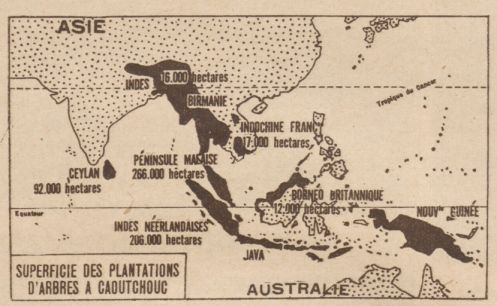 ASIE
INDES
16.000 hectares
BIRMANIE
Tropique du Cancer
INDOCHINE FRANÇ
17.000 hectares
PÉNINSULE MALAISE
266.000 hectares
CEYLAN
92.000 hectares
BORNEO BRITANNIQUE
12.000 hectares
Equateur
NOUVle GUINÉE
INDES NÉERLANDAISES
206.000 hectares
JAVA
SUPERFICIE DES PLANTATIONS
D'ARBRES A CAOUTCHOUC
AUSTRALIE